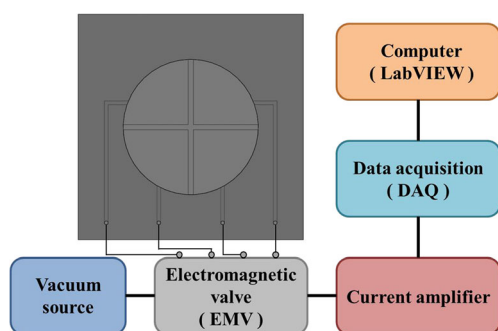 Computer
( LabVIEW )
Data acquisition
( DAQ )
Vacuum
source
Electromagnetic
valve
( EMV )
Current amplifier